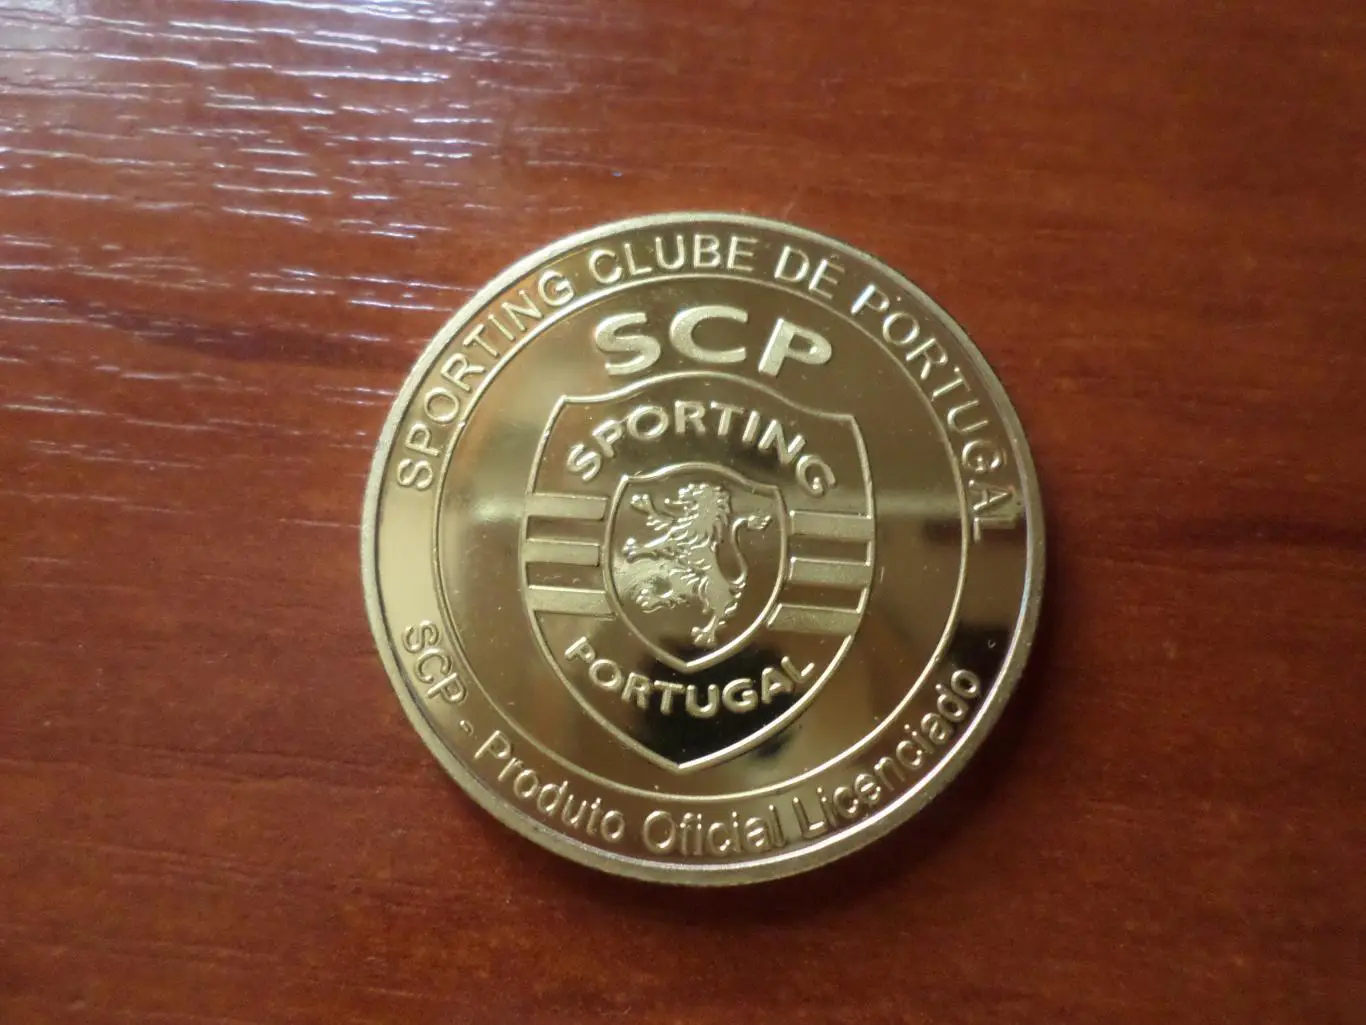 SPORTING CLUBE DE PORTUGAL
SCP
SPORTING
PORTUGAL
SCP - Produto Oficial Licenciado